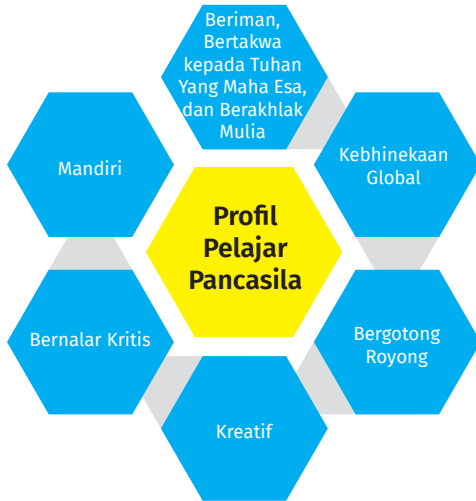 Beriman,
Bertakwa
kepada Tuhan
Yang Maha Esa,
dan Berakhlak
Mulia
Mandiri
Kebhinekaan
Global
Profil
Pelajar
Pancasila
Bernalar Kritis
Bergotong
Royong
Kreatif